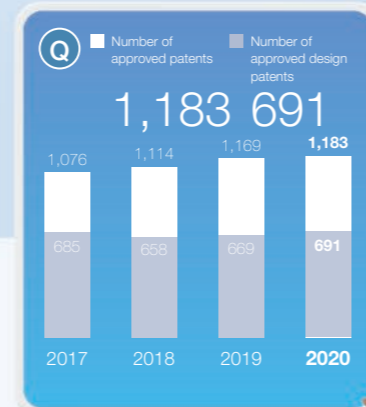 Q
Number of
approved patents
Number of
approved design
patents
1,183 691
1,076
1,114
1,169
1,183
685
658
669
691
2017
2018
2019
2020